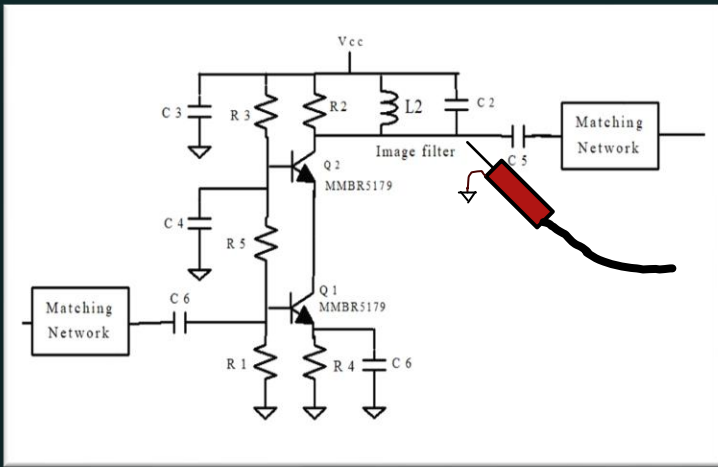 Vcc
C 3
R 3
R2
L2
C 2
Matching
Network
Image filter
C 5
Q 2
MMBR5179
C 4
R 5
Q 1
MMBR5179
C 6
Matching
Network
R 1
R 4
C 6